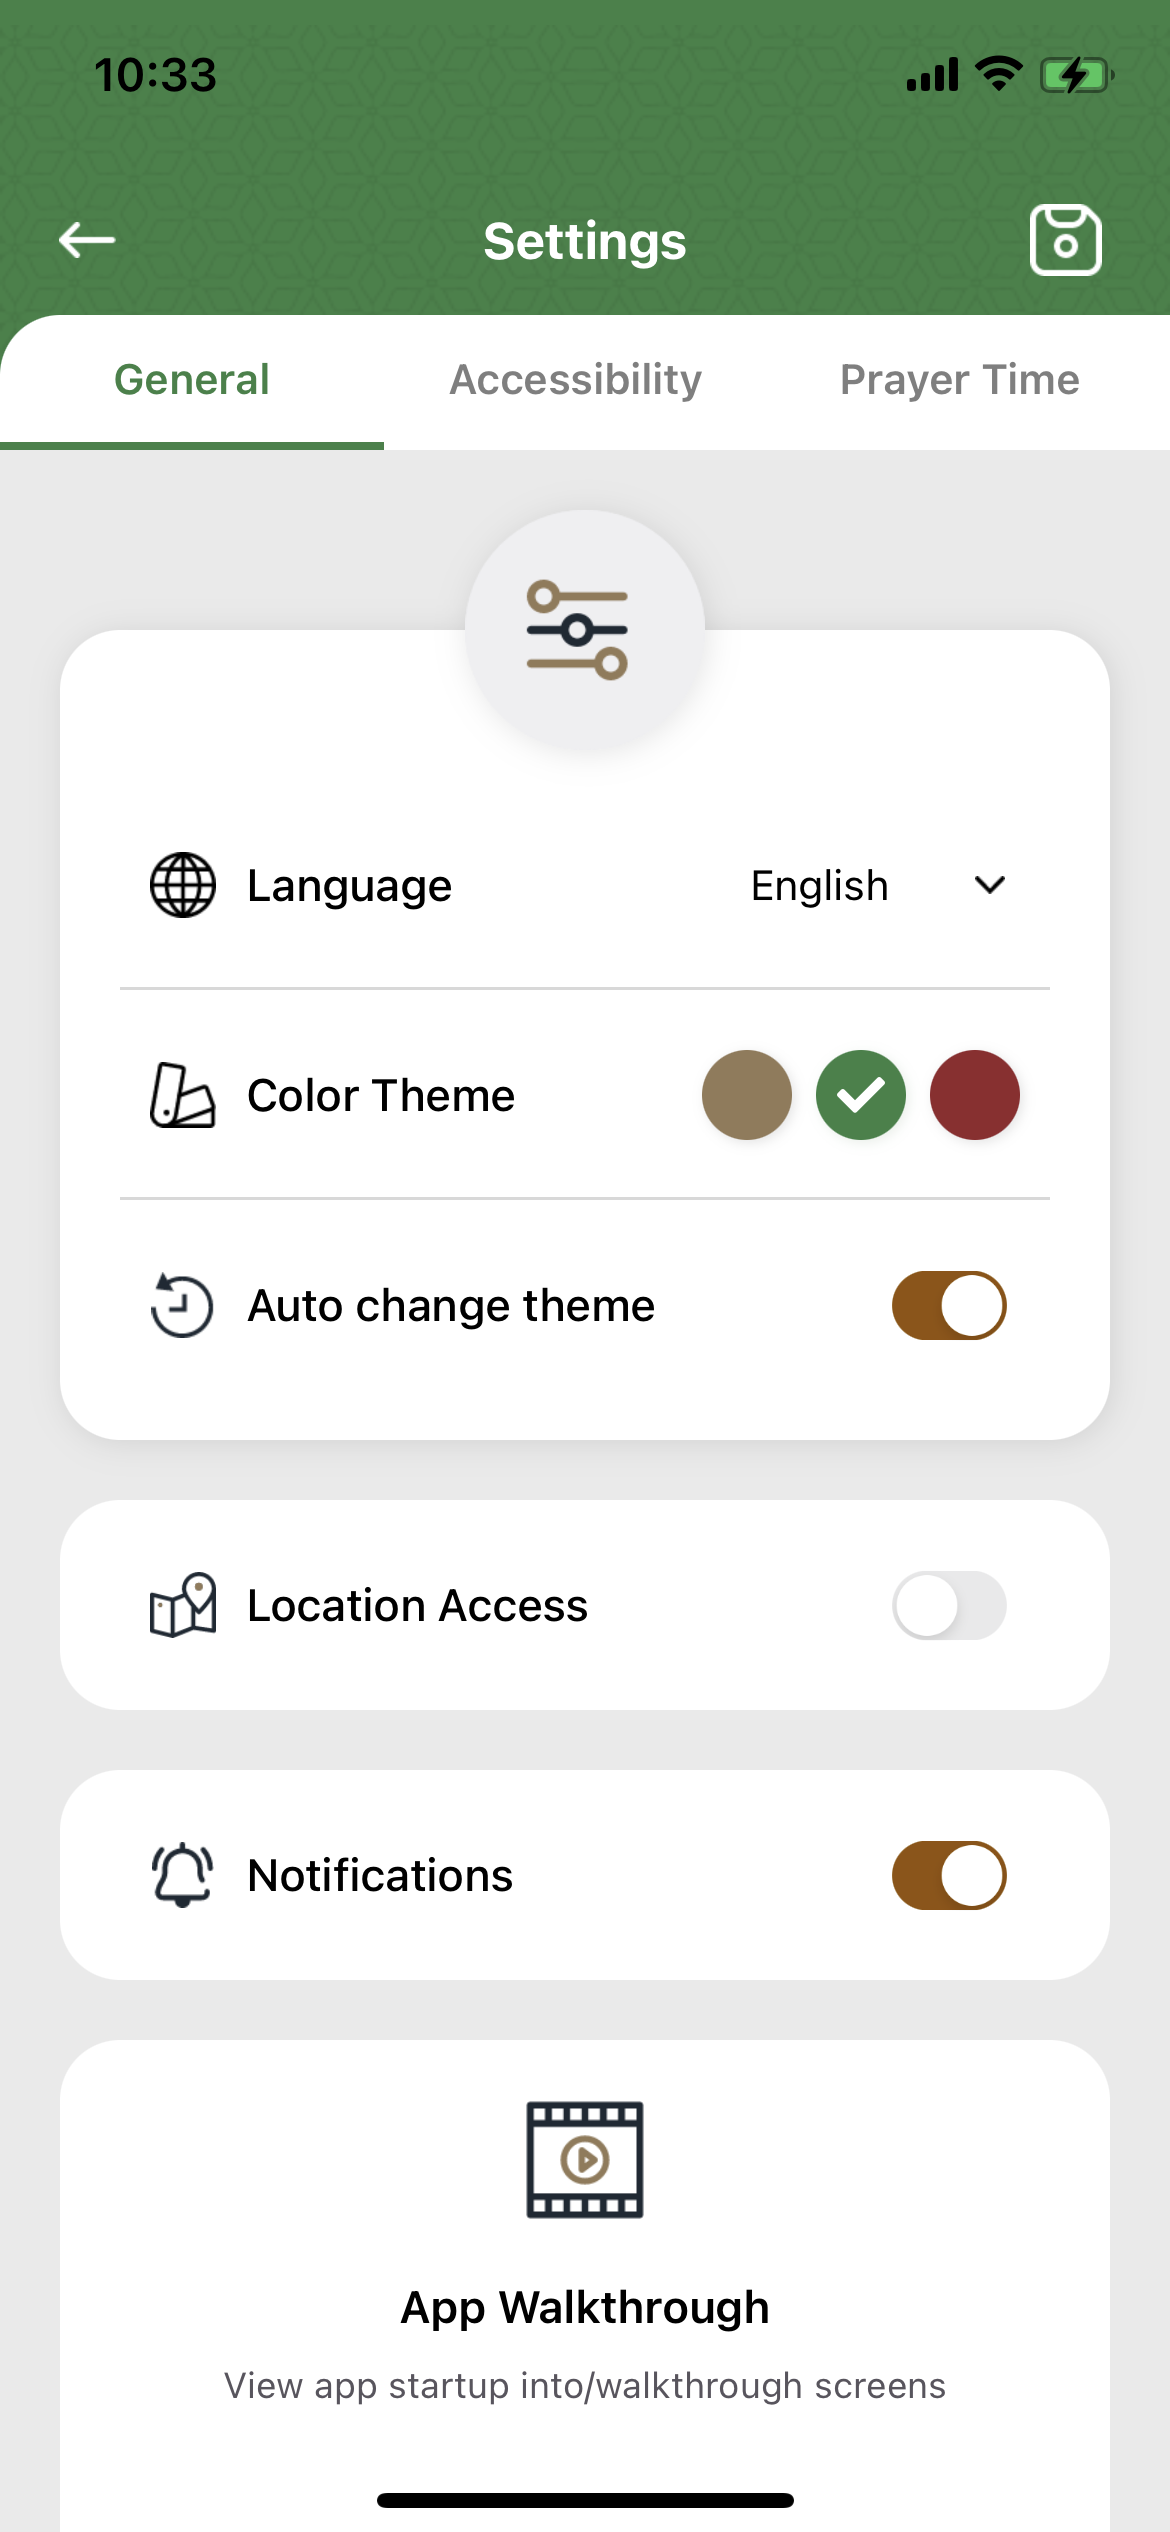 10:33
Settings
General
Accessibility
Prayer Time
Language
English
Color Theme
Auto change theme
Location Access
Notifications
App Walkthrough
View app startup into/walkthrough screens